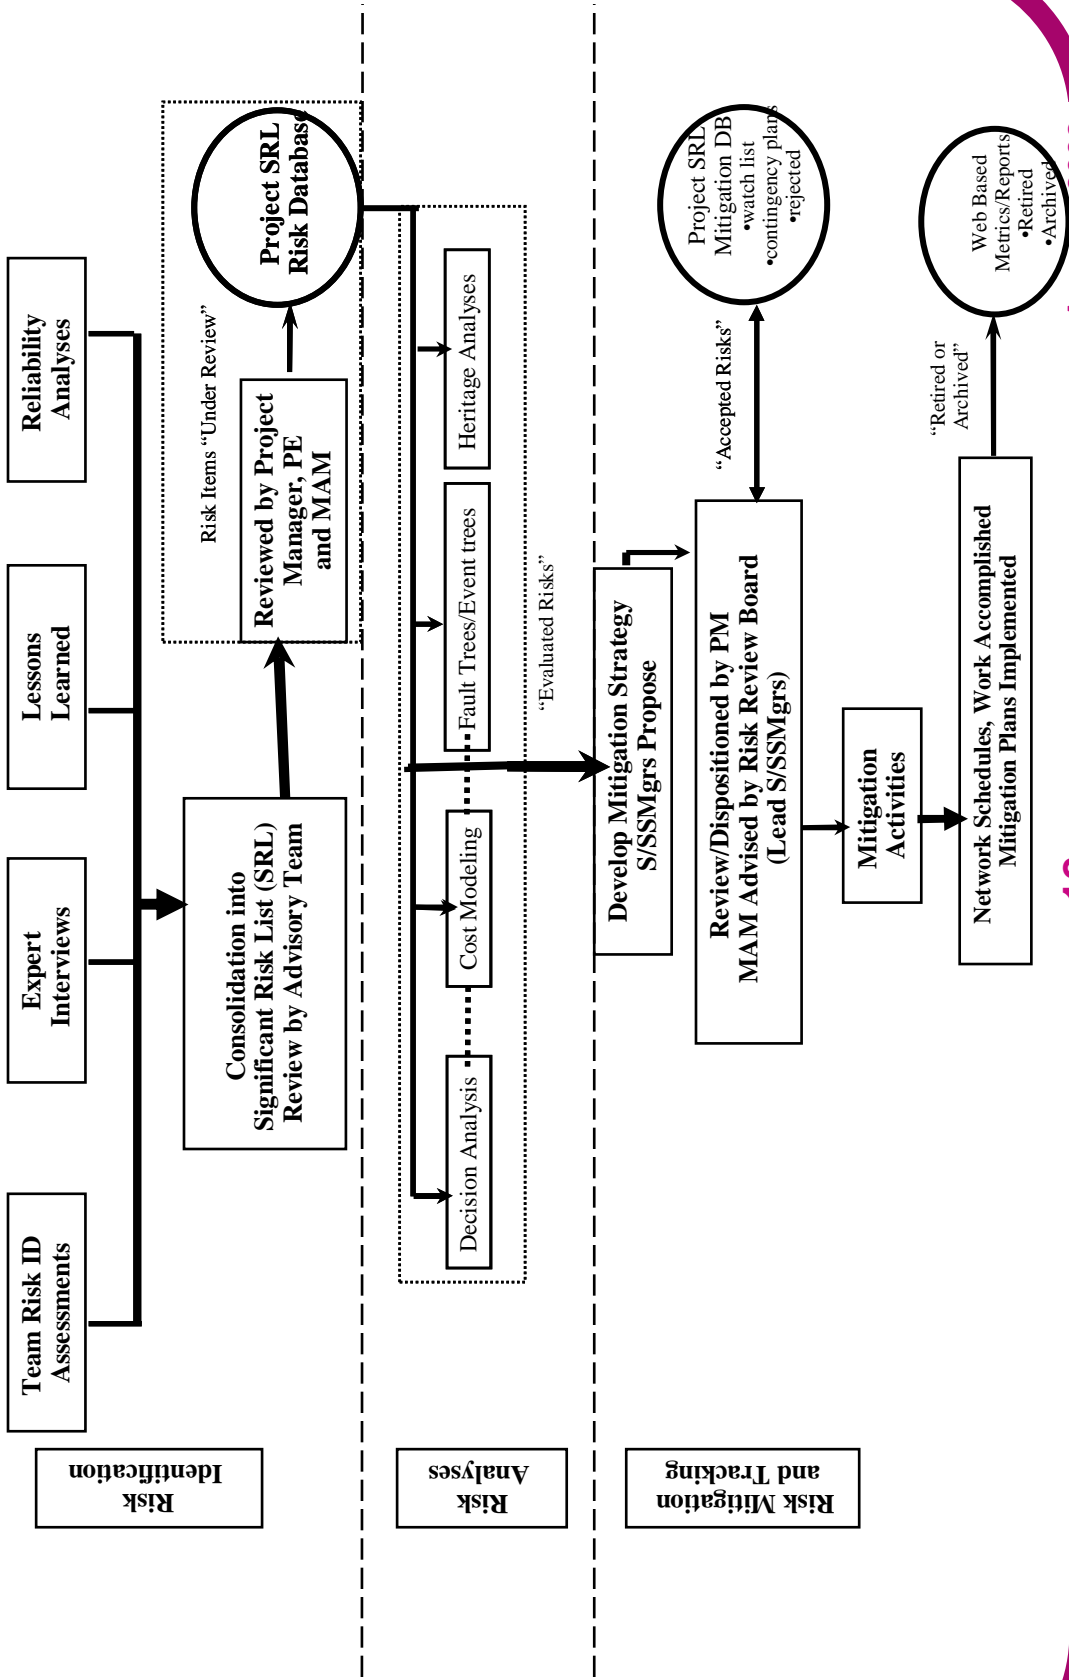 Risk
Identification
Team Risk ID
Assessments
Expert
Interviews
Lessons
Learned
Reliability
Analyses
Consolidation into
Significant Risk List (SRL)
Review by Advisory Team
Risk Items “Under Review”
Reviewed by Project
Manager, PE
and MAM
Project SRL
Risk Database
Risk
Analyses
Decision Analysis
Cost Modeling
Fault Trees/Event trees
Heritage Analyses
“Evaluated Risks”
Risk Mitigation
and Tracking
Develop Mitigation Strategy
S/SSMgrs Propose
Review/Dispositioned by PM
MAM Advised by Risk Review Board
(Lead S/SSMgrs)
“Accepted Risks”
Project SRL
Mitigation DB
•watch list
•contingency plans
•rejected
Mitigation
Activities
Network Schedules, Work Accomplished
Mitigation Plans Implemented
“Retired or
Archived”
Web Based
Metrics/Reports
•Retired
•Archived